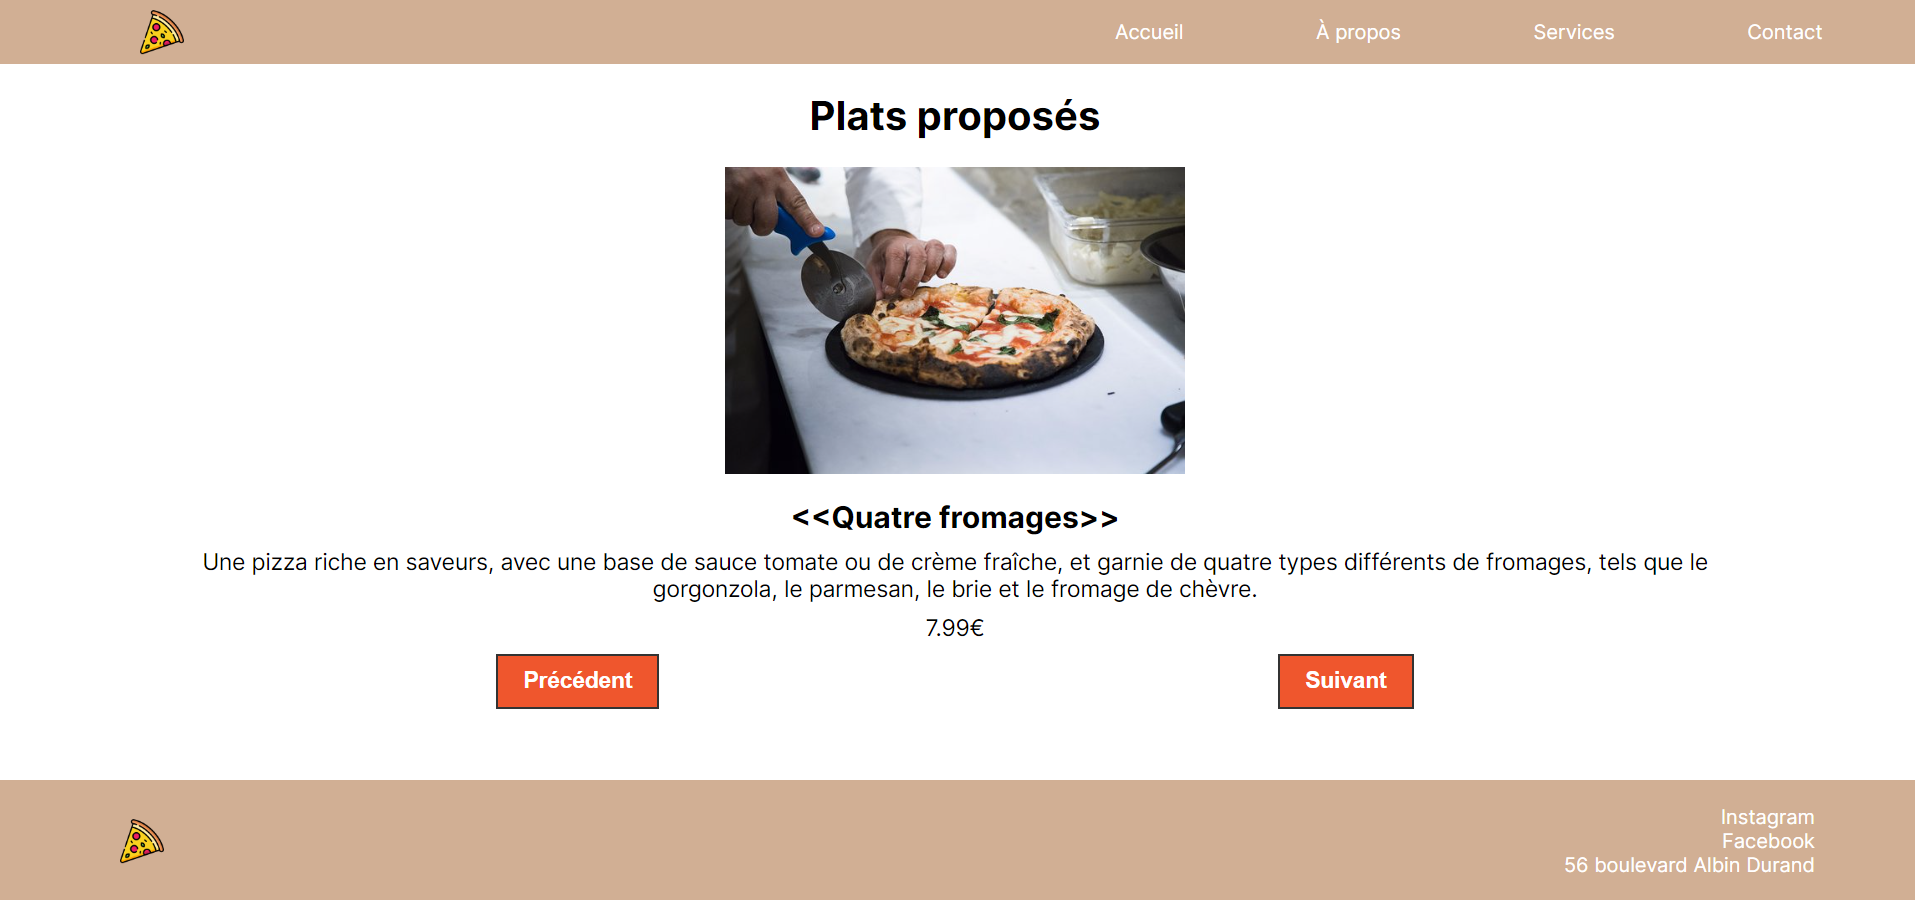 Accueil
À propos
Services
Contact
Plats proposés
<<Quatre fromages>>
Une pizza riche en saveurs, avec une base de sauce tomate ou de crème fraîche, et garnie de quatre types différents de fromages, tels que le
gorgonzola, le parmesan, le brie et le fromage de chèvre.
7.99€
Précédent
Suivant
Instagram
Facebook
56 boulevard Albin Durand